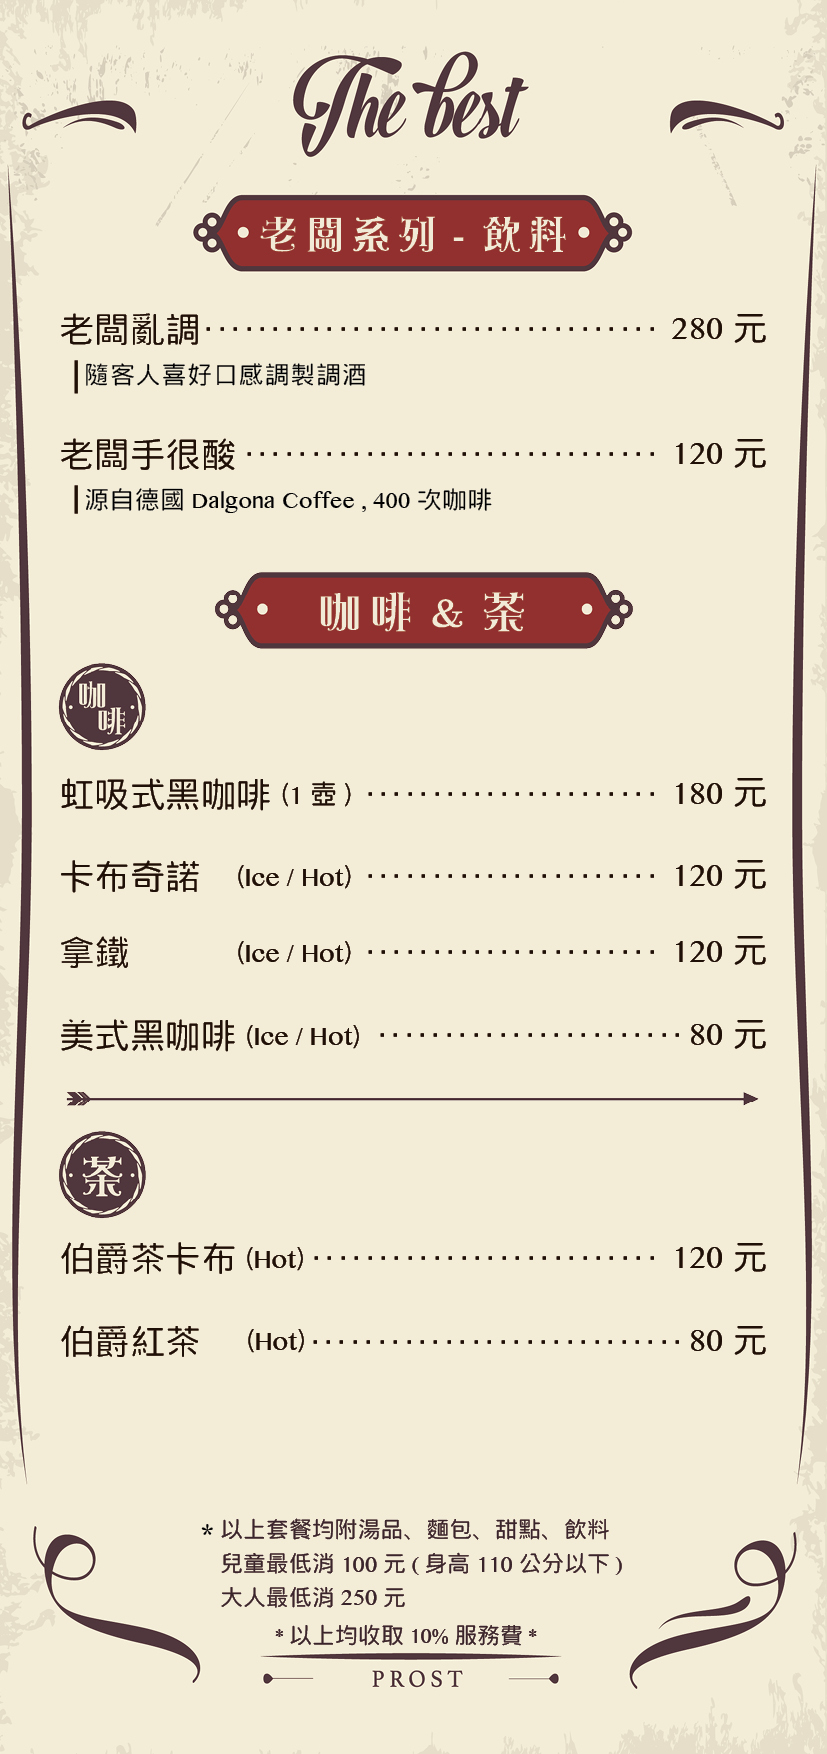 The best
老闆系列 - 飲料
老闆亂調 280 元
隨客人喜好口感調製調酒
老闆手很酸 120 元
源自德國 Dalgona Coffee , 400 次咖啡
咖啡 & 茶
咖啡
虹吸式黑咖啡 (1 壺) 180 元
卡布奇諾 (Ice / Hot) 120 元
拿鐵 (Ice / Hot) 120 元
美式黑咖啡 (Ice / Hot) 80 元
茶
伯爵茶卡布 (Hot) 120 元
伯爵紅茶 (Hot) 80 元
* 以上套餐均附湯品、麵包、甜點、飲料
兒童最低消 100 元 ( 身高 110 公分以下 )
大人最低消 250 元
* 以上均收取 10% 服務費 *
PROST